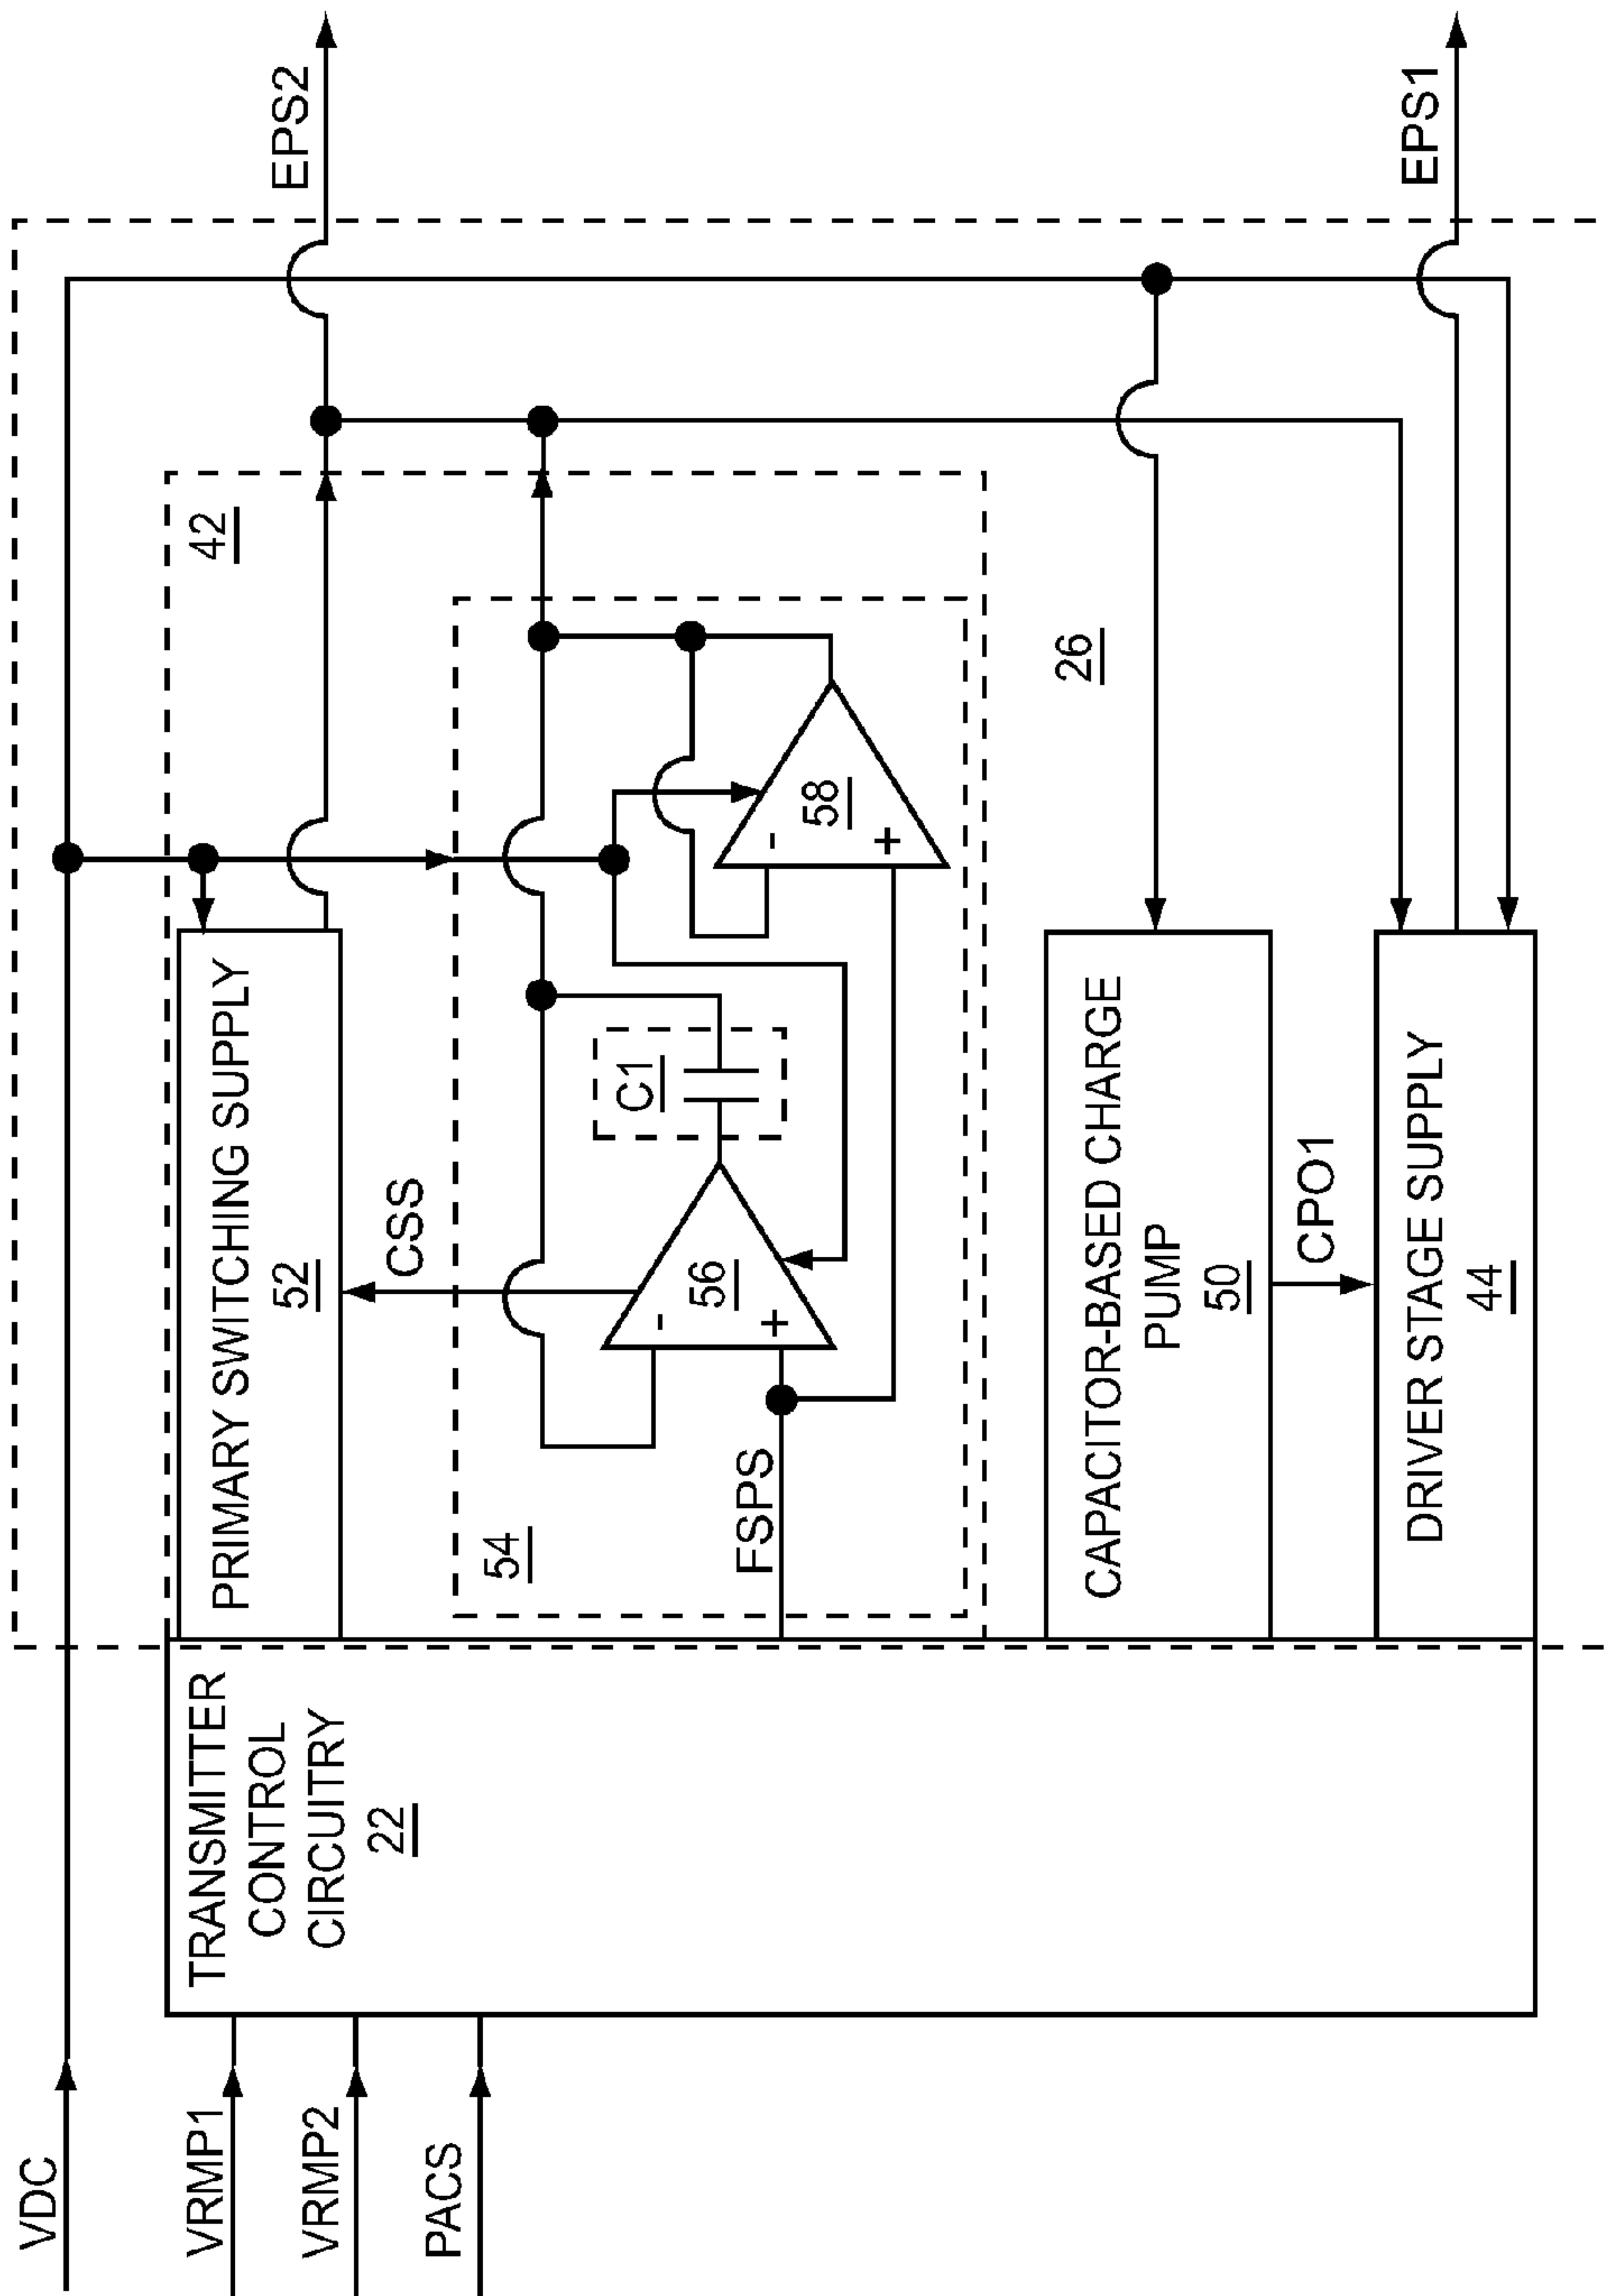 VDC
VRMP1
VRMP2
PACS
TRANSMITTER
CONTROL
CIRCUITRY
22
PRIMARY SWITCHING SUPPLY
52
CSS
42
54
FSPS
-
+
56
C1
-
+
58
EPS2
26
CAPACITOR-BASED CHARGE
PUMP
50
CPO1
DRIVER STAGE SUPPLY
44
EPS1